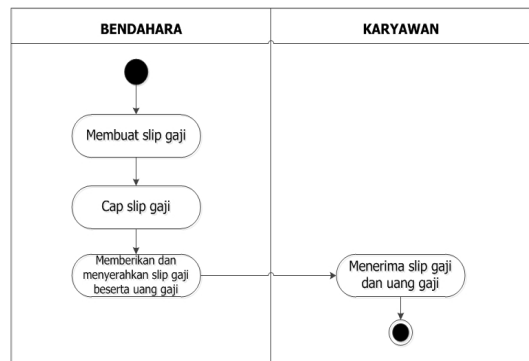 BENDAHARA
KARYAWAN
Membuat slip gaji
Cap slip gaji
Memberikan dan
menyerahkan slip gaji
beserta uang gaji
Menerima slip gaji
dan uang gaji